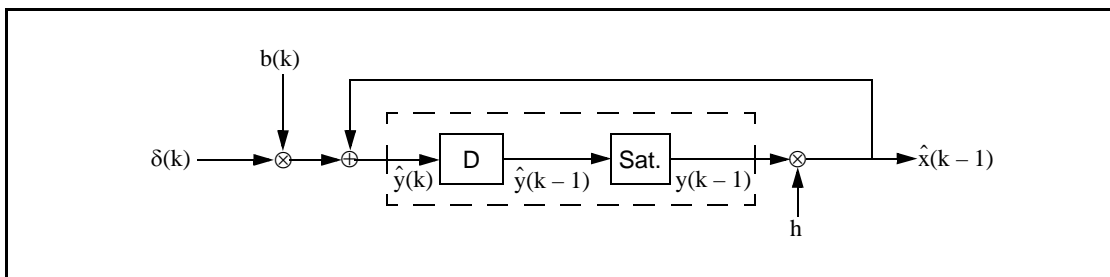 b(k)
δ(k)
D
Sat.
x̂(k – 1)
ŷ(k)
ŷ(k – 1)
y(k – 1)
h